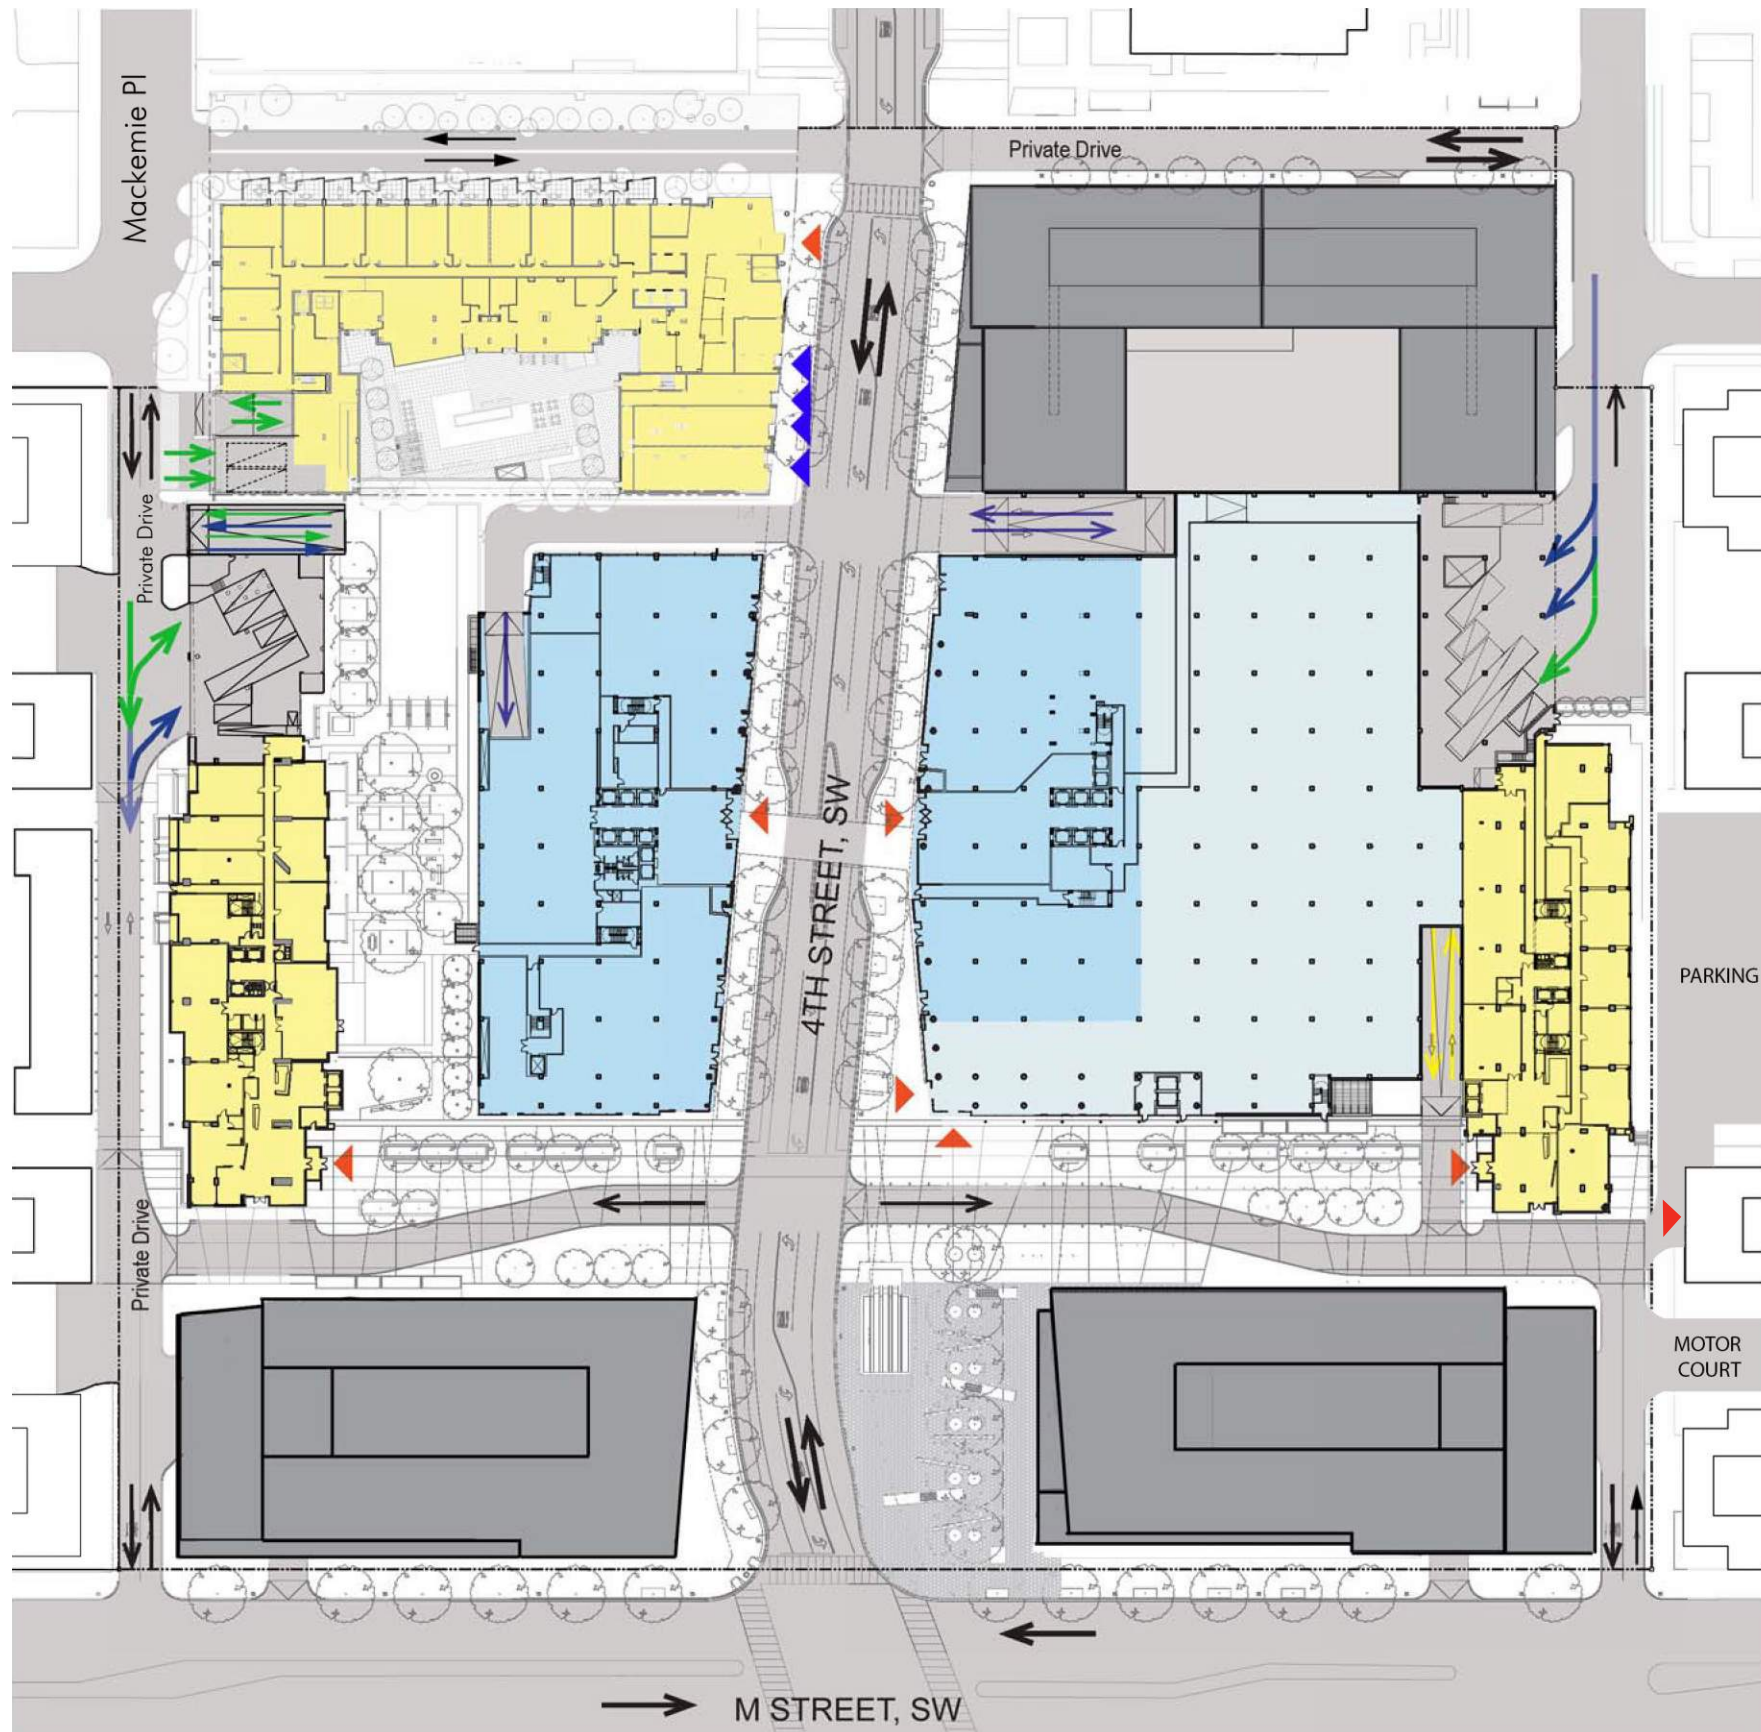 Mackemie Pl
Private Drive
Private Drive
4TH STREET, SW
PARKING
Private Drive
MOTOR
COURT
M STREET, SW